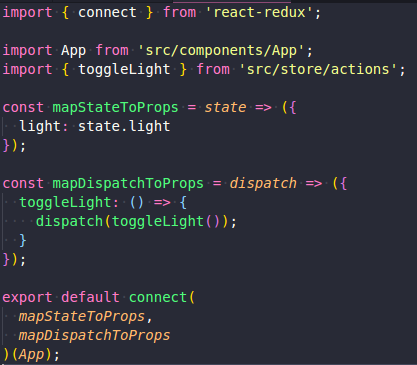 import { connect } from 'react-redux';

import App from 'src/components/App';
import { toggleLight } from 'src/store/actions';

const mapStateToProps = state => ({
  light: state.light
});

const mapDispatchToProps = dispatch => ({
  toggleLight: () => {
    dispatch(toggleLight());
  }
});

export default connect(
  mapStateToProps,
  mapDispatchToProps
)(App);